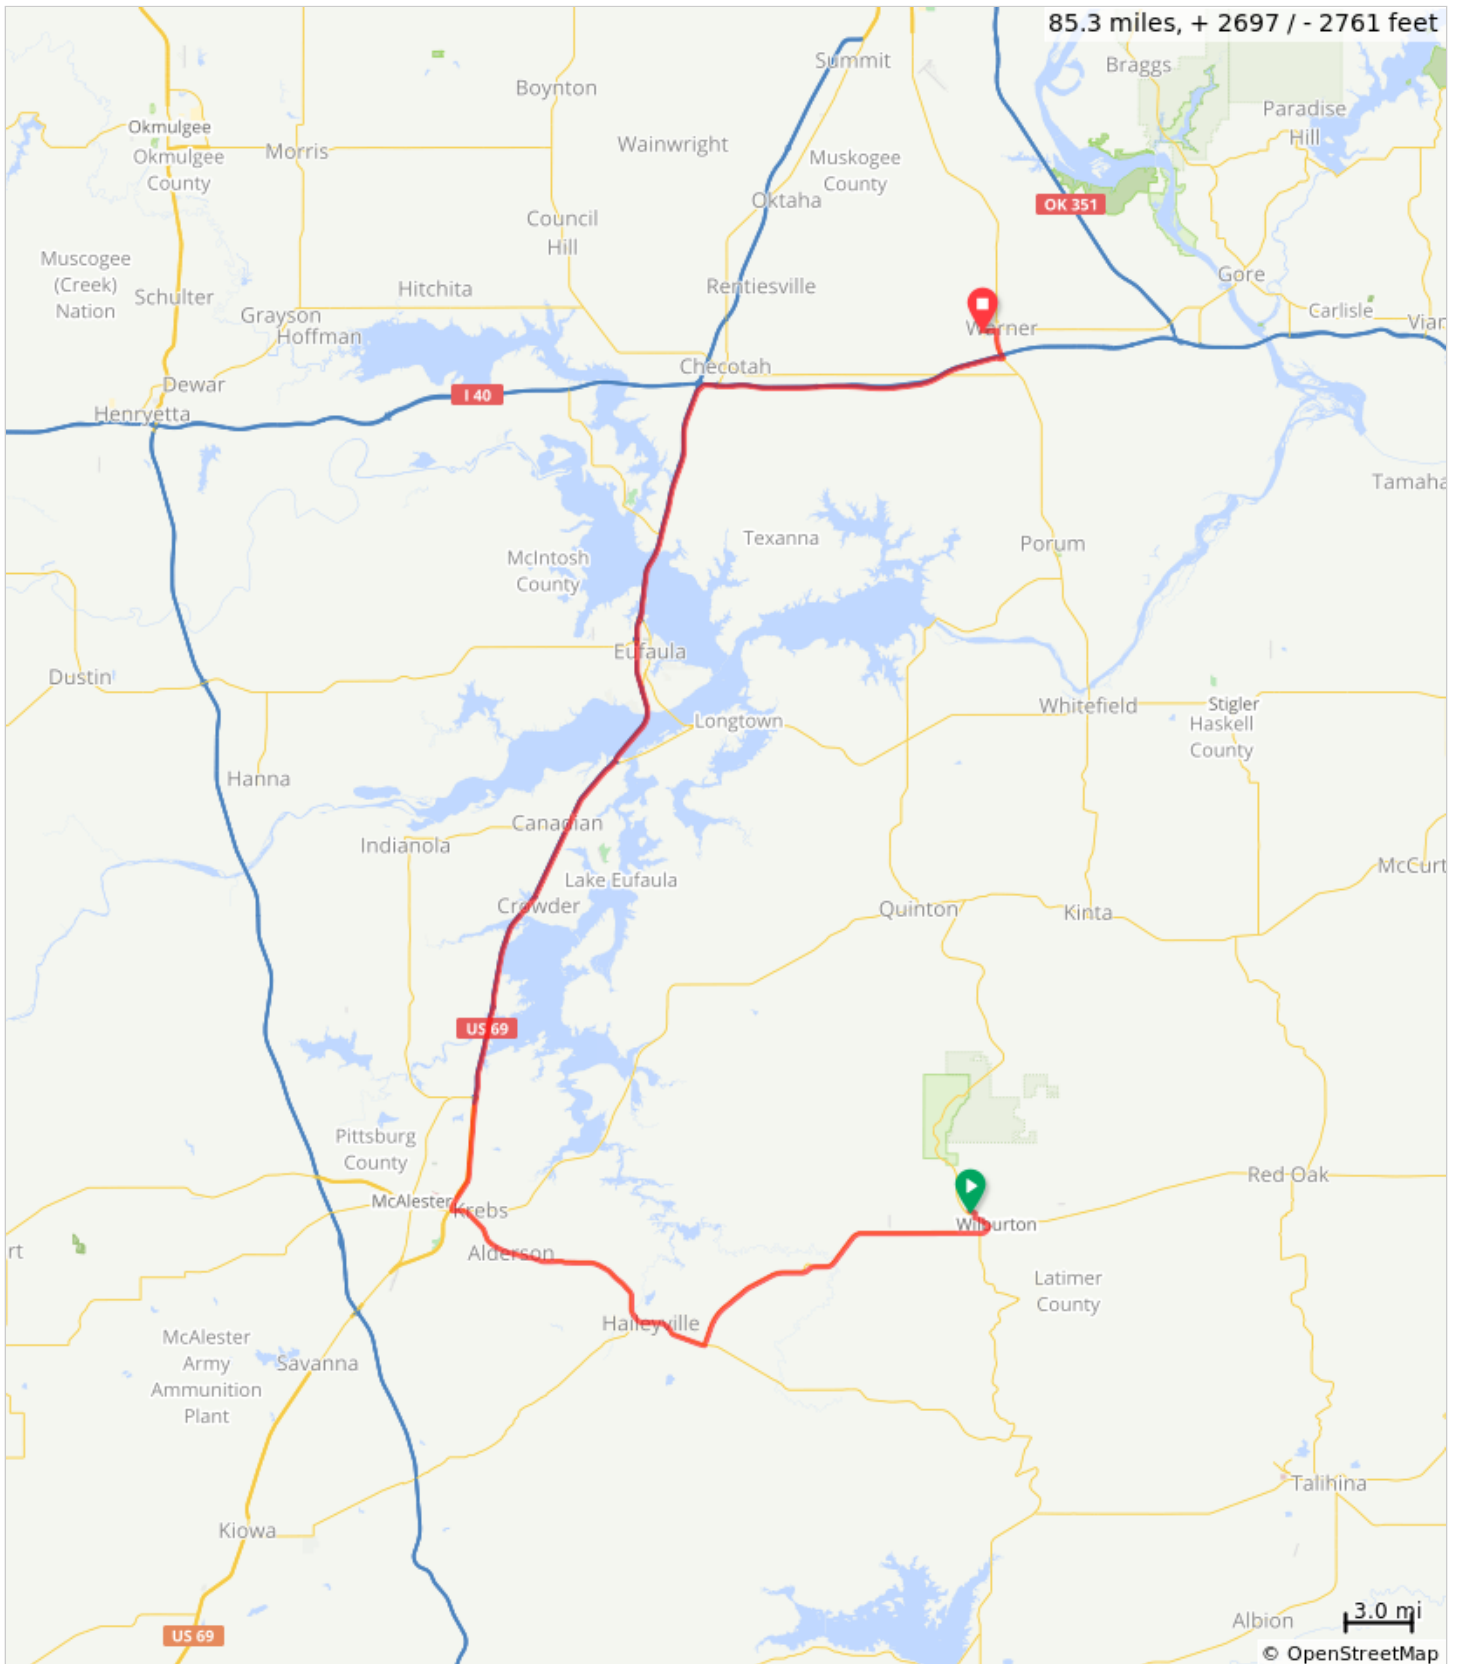 85.3 miles, + 2697 / - 2761 feet
Summit
Braggs
Boynton
Paradise
Hill
Okmulgee
Okmulgee
County
Morris
Wainwright
Muskogee
County
Oktaha
OK 351
Council
Hill
Muscogee
(Creek)
Nation
Schulter
Hitchita
Rentiesville
Gore
Grayson
Hoffman
Carlisle
Warner
Vian
Checotah
Dewar
I 40
Henryetta
Tamaha
Texanna
Porum
McIntosh
County
Eufaula
Dustin
Whitefield
Stigler
Haskell
County
Longtown
Hanna
Canadian
Indianola
McCurt
Lake Eufaula
Crowder
Quinton
Kinta
US 69
Pittsburg
County
Red Oak
McAlester
Krebs
Wilburton
rt
Alderson
Latimer
County
Haileyville
McAlester
Army
Ammunition
Plant
Savanna
Talihina
Kiowa
Albion
3.0 mi
US 69
© OpenStreetMap